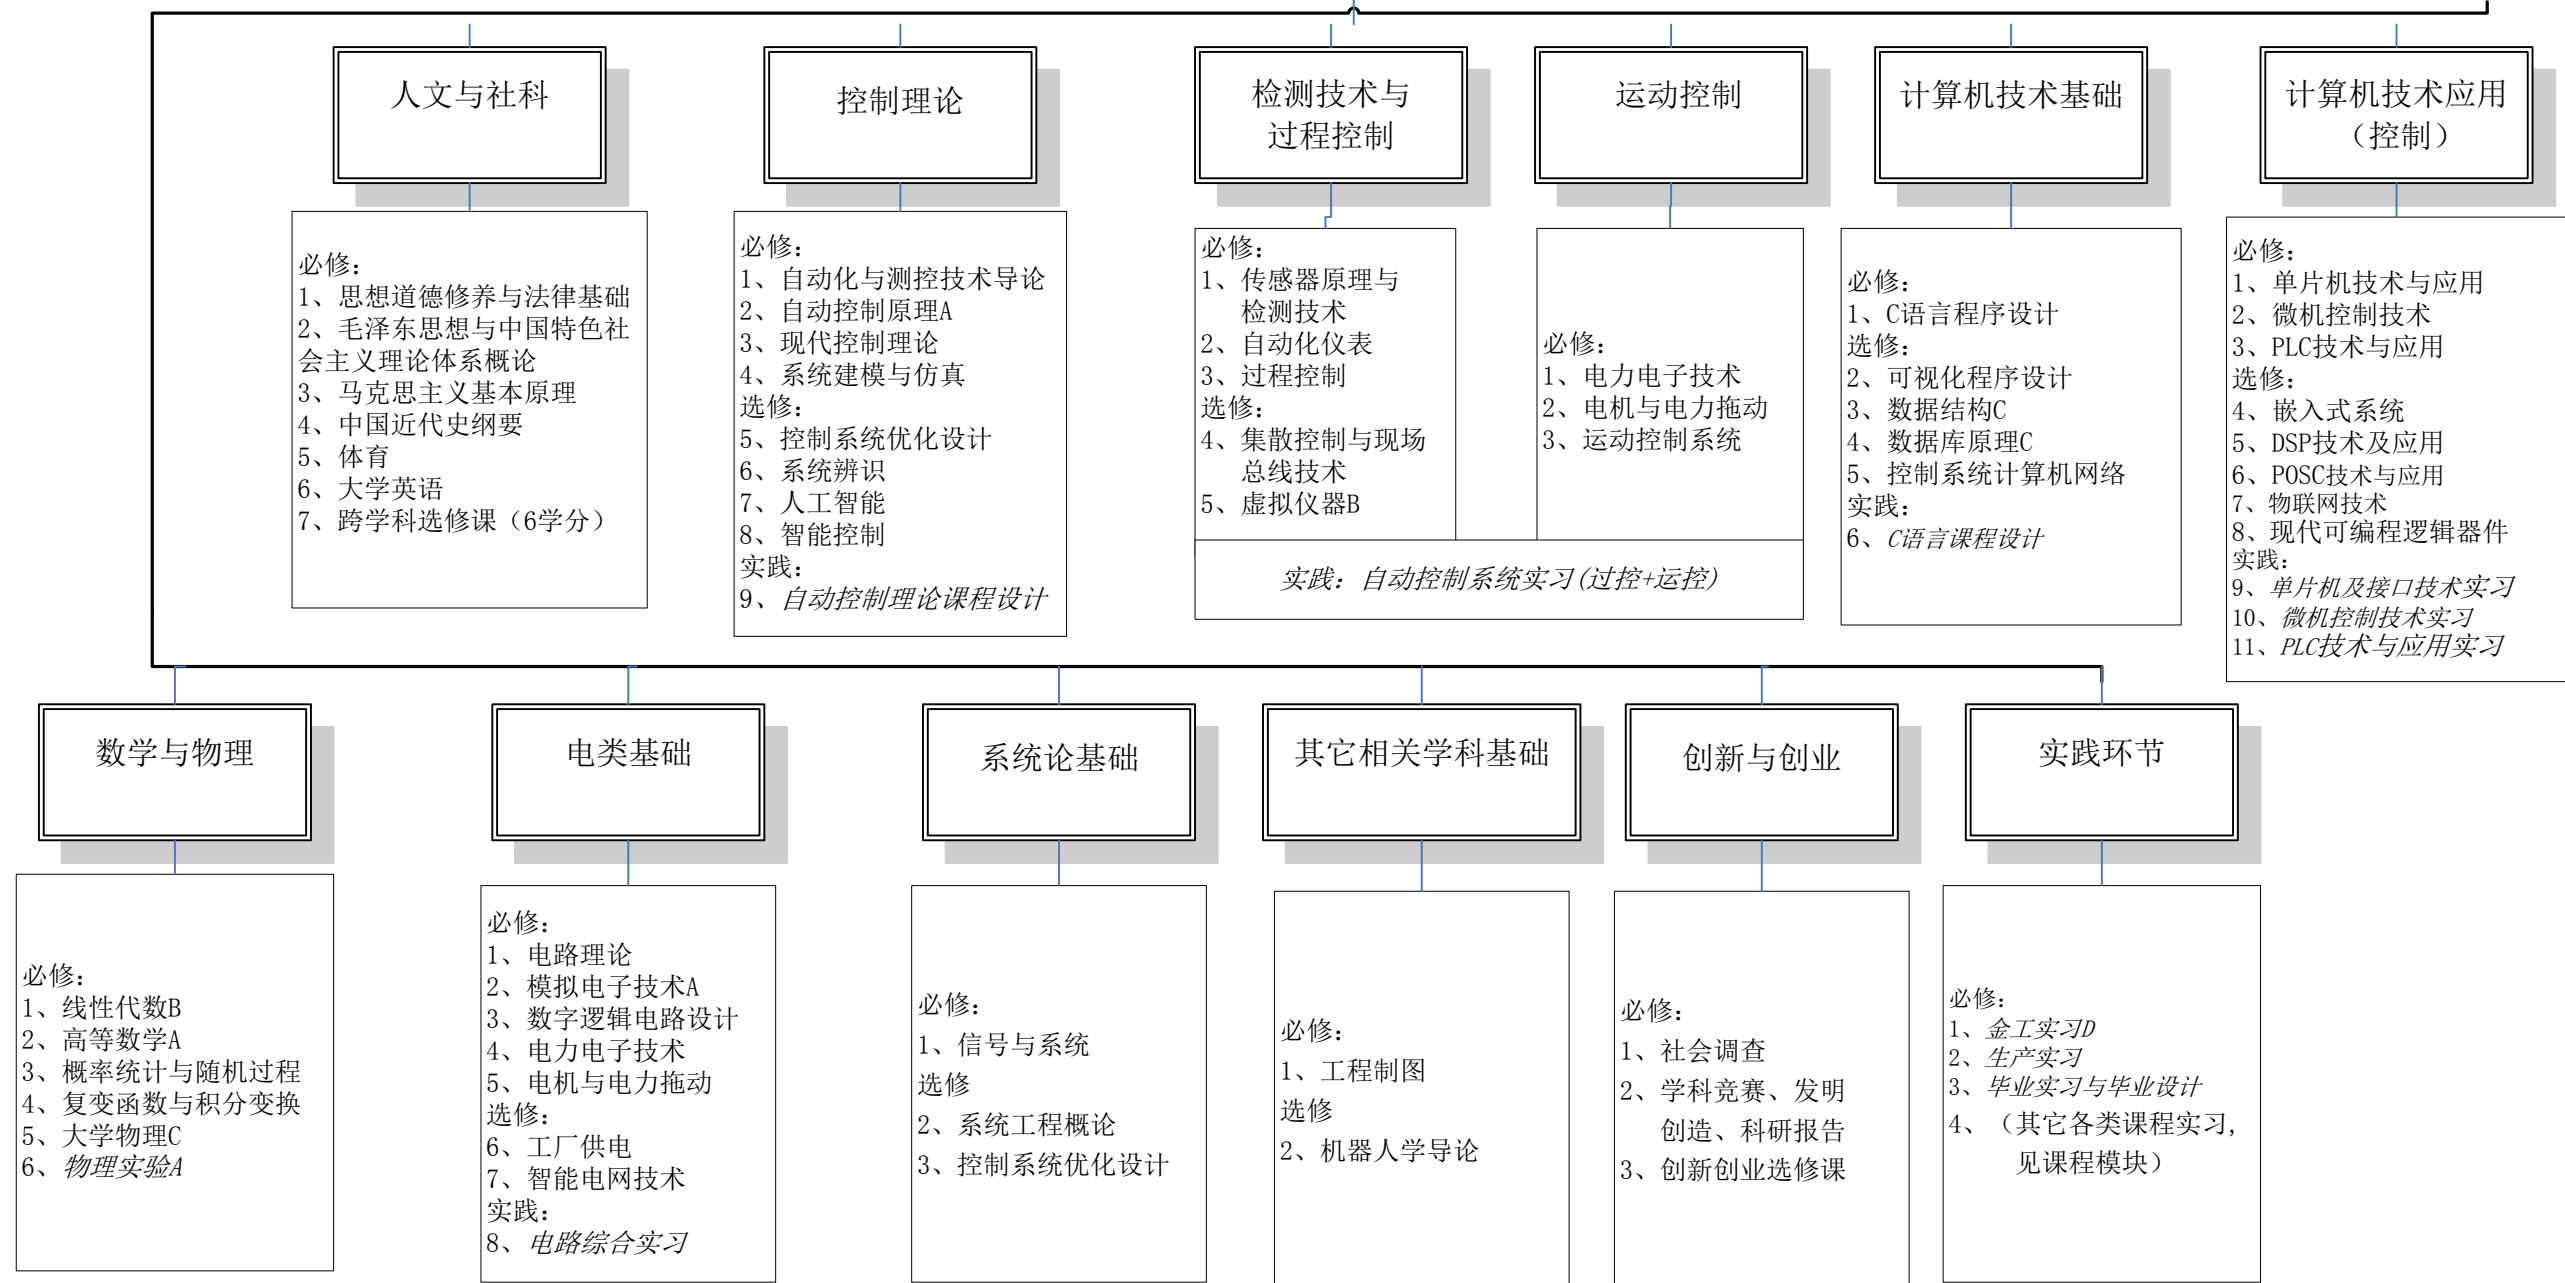 人文与社科
必修：
1、思想道德修养与法律基础
2、毛泽东思想与中国特色社
会主义理论体系概论
3、马克思主义基本原理
4、中国近代史纲要
5、体育
6、大学英语
7、跨学科选修课（6学分）
控制理论
必修：
1、自动化与测控技术导论
2、自动控制原理A
3、现代控制理论
4、系统建模与仿真
选修：
5、控制系统优化设计
6、系统辨识
7、人工智能
8、智能控制
实践：
9、自动控制理论课程设计
检测技术与
过程控制
必修：
1、传感器原理与
检测技术
2、自动化仪表
3、过程控制
选修：
4、集散控制与现场
总线技术
5、虚拟仪器B
运动控制
必修：
1、电力电子技术
2、电机与电力拖动
3、运动控制系统
实践：自动控制系统实习(过控+运控)
计算机技术基础
必修：
1、C语言程序设计
选修：
2、可视化程序设计
3、数据结构C
4、数据库原理C
5、控制系统计算机网络
实践：
6、C语言课程设计
计算机技术应用
（控制）
必修：
1、单片机技术与应用
2、微机控制技术
3、PLC技术与应用
选修：
4、嵌入式系统
5、DSP技术及应用
6、POSC技术与应用
7、物联网技术
8、现代可编程逻辑器件
实践：
9、单片机及接口技术实习
10、微机控制技术实习
11、PLC技术与应用实习
数学与物理
必修：
1、线性代数B
2、高等数学A
3、概率统计与随机过程
4、复变函数与积分变换
5、大学物理C
6、物理实验A
电类基础
必修：
1、电路理论
2、模拟电子技术A
3、数字逻辑电路设计
4、电力电子技术
5、电机与电力拖动
选修：
6、工厂供电
7、智能电网技术
实践：
8、电路综合实习
系统论基础
必修：
1、信号与系统
选修
2、系统工程概论
3、控制系统优化设计
其它相关学科基础
必修：
1、工程制图
选修
2、机器人学导论
创新与创业
必修：
1、社会调查
2、学科竞赛、发明
创造、科研报告
3、创新创业选修课
实践环节
必修：
1、金工实习D
2、生产实习
3、毕业实习与毕业设计
4、（其它各类课程实习，
见课程模块）